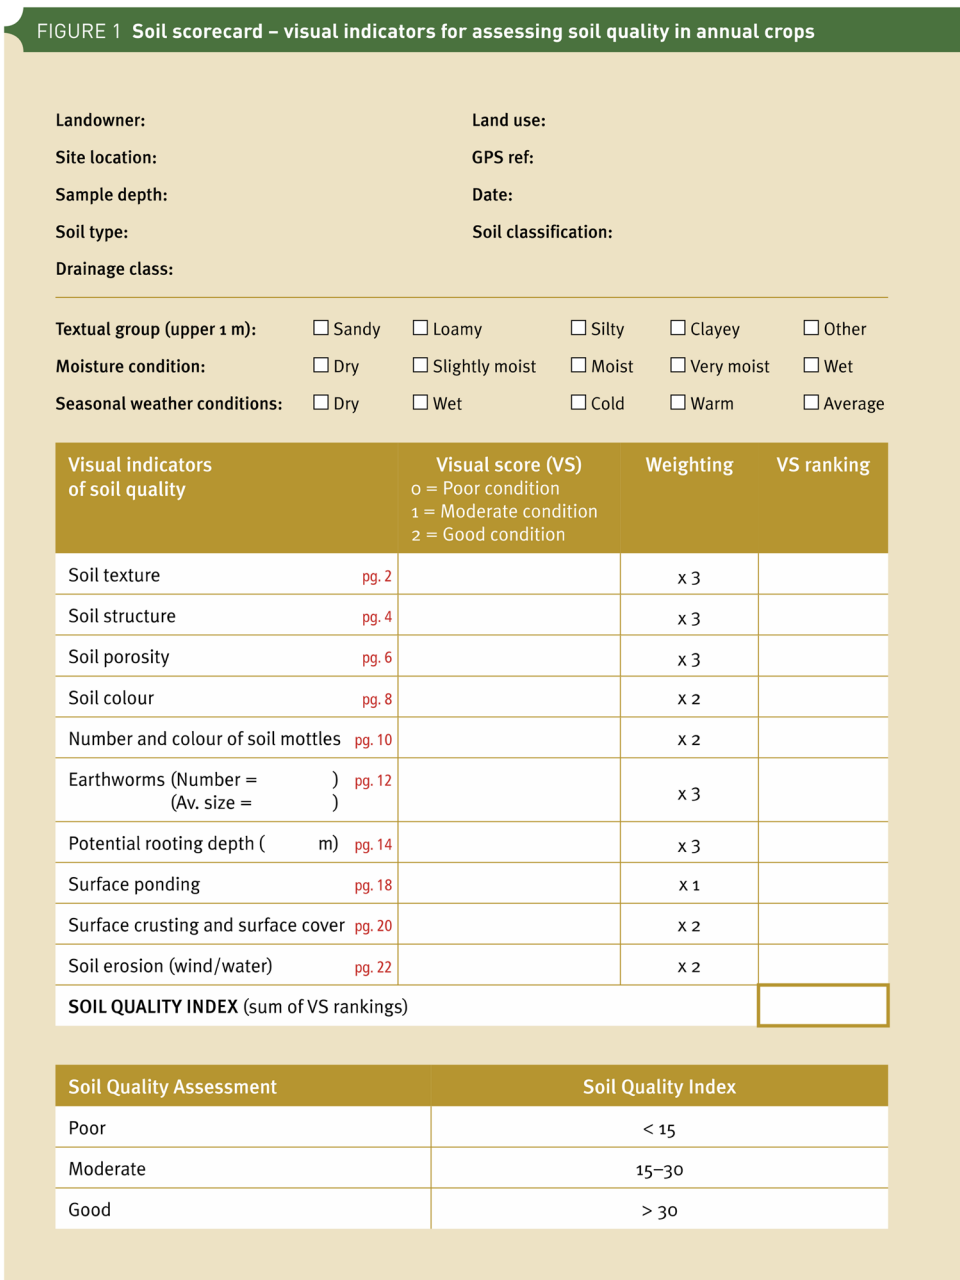 FIGURE 1 Soil scorecard – visual indicators for assessing soil quality in annual crops
Landowner: Land use:
Site location: GPS ref:
Sample depth: Date:
Soil type: Soil classification:
Drainage class:
Textual group (upper 1 m): Sandy Loamy Silty Clayey Other
Moisture condition: Dry Slightly moist Moist Very moist Wet
Seasonal weather conditions: Dry Wet Cold Warm Average
Visual indicators of soil quality Visual score (VS) Weighting VS ranking
0 = Poor condition
1 = Moderate condition
2 = Good condition
Soil texture pg. 2 x 3
Soil structure pg. 4 x 3
Soil porosity pg. 6 x 3
Soil colour pg. 8 x 2
Number and colour of soil mottles pg. 10 x 2
Earthworms (Number = ) pg. 12 x 3
(Av. size = )
Potential rooting depth ( m) pg. 14 x 3
Surface ponding pg. 18 x 1
Surface crusting and surface cover pg. 20 x 2
Soil erosion (wind/water) pg. 22 x 2
SOIL QUALITY INDEX (sum of VS rankings)
Soil Quality Assessment Soil Quality Index
Poor < 15
Moderate 15–30
Good > 30